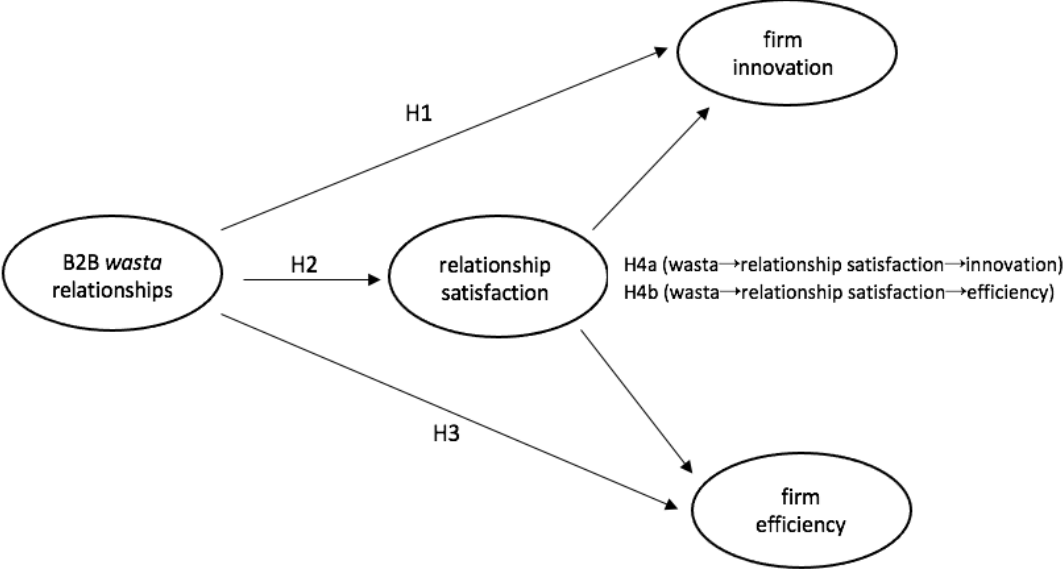 firm
innovation
H1
B2B wasta
relationships
H2
relationship
satisfaction
H4a (wasta→relationship satisfaction→innovation)
H4b (wasta→relationship satisfaction→efficiency)
H3
firm
efficiency